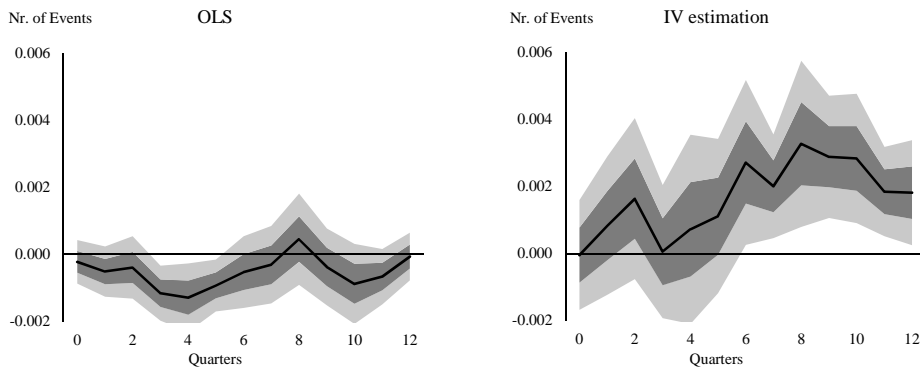 Nr. of Events
OLS
0.006
0.004
0.002
0.000
-0.002
0 2 4 6 8 10 12
Quarters
Nr. of Events
IV estimation
0.006
0.004
0.002
0.000
-0.002
0 2 4 6 8 10 12
Quarters